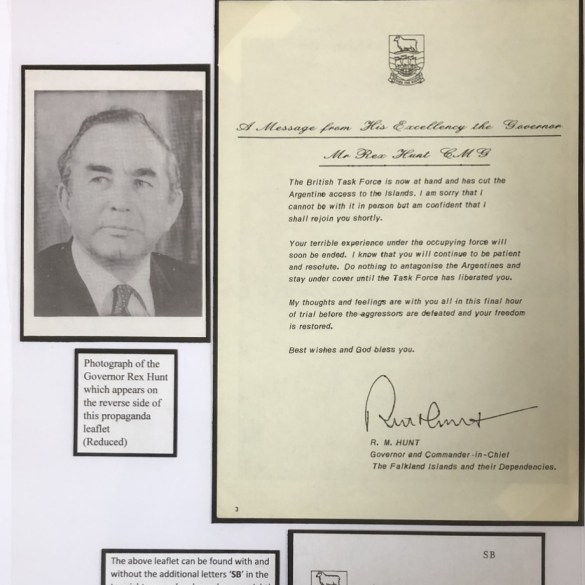 A Message from His Excellency the Governor
Mr Rex Hunt CMG
The British Task Force is now at hand and has cut the
Argentine access to the Islands. I am sorry that I
cannot be with it in person but am confident that I
shall rejoin you shortly.
Your terrible experience under the occupying force will
soon be ended. I know that you will continue to be patient
and resolute. Do nothing to antagonise the Argentines and
stay under cover until the Task Force has liberated you.
My thoughts and feelings are with you all in this final hour
of trial before the aggressors are defeated and your freedom
is restored.
Best wishes and God bless you.
Rex Hunt
R. M. HUNT
Governor and Commander-in-Chief
The Falkland Islands and their Dependencies.
3
Photograph of the
Governor Rex Hunt
which appears on
the reverse side of
this propaganda
leaflet
(Reduced)
The above leaflet can be found with and
without the additional letters ‘SB’ in the
SB